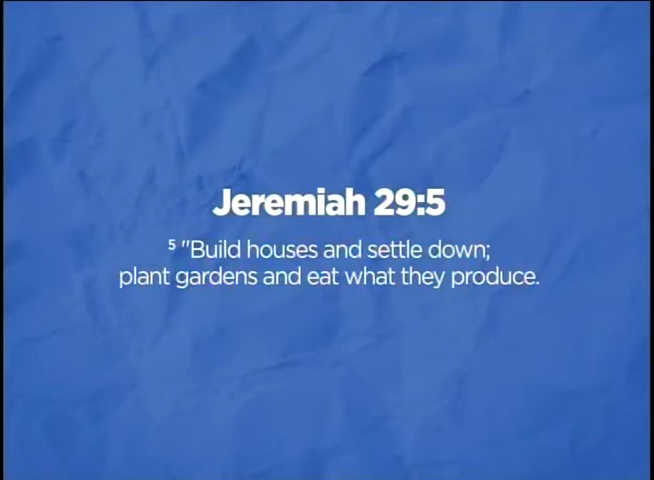 Jeremiah 29:5
⁵ "Build houses and settle down;
plant gardens and eat what they produce.